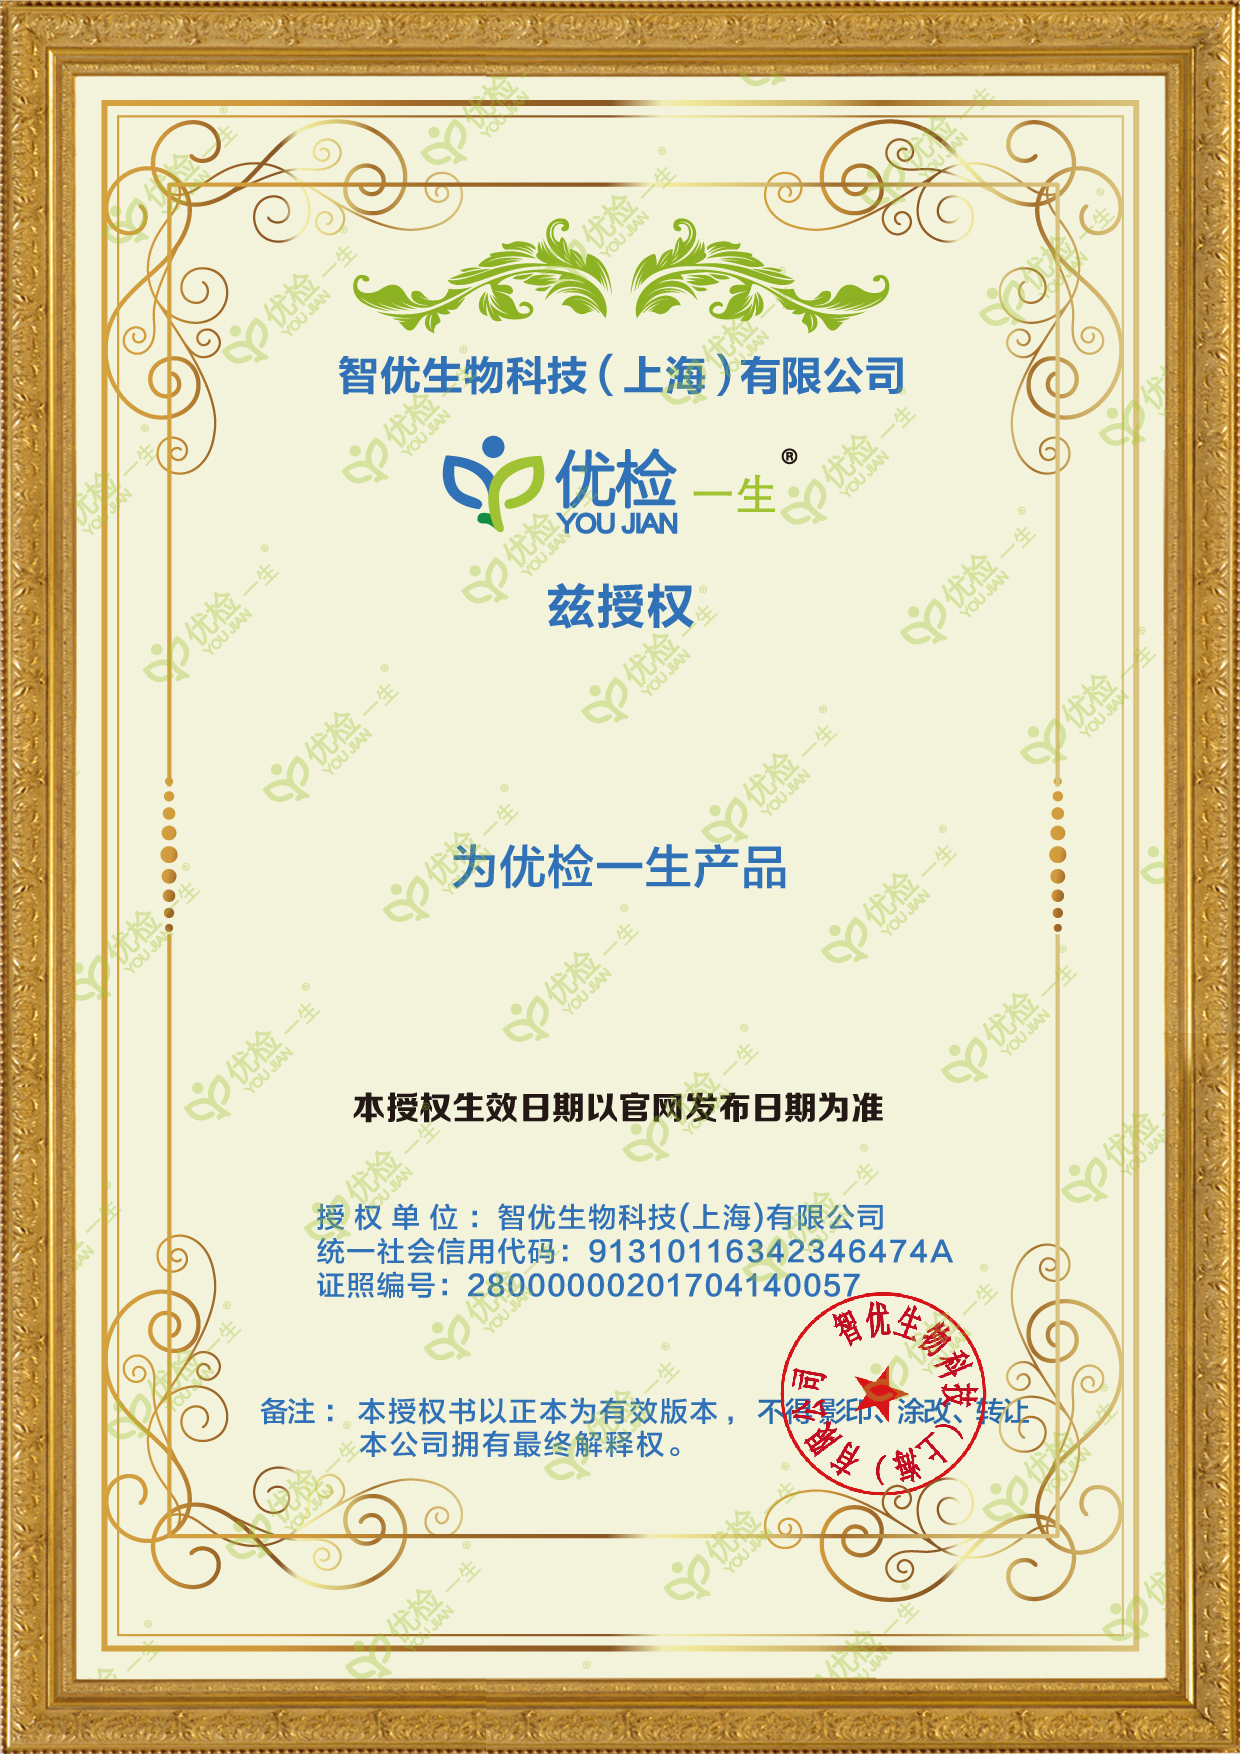 智优生物科技（上海）有限公司
优检一生®
YOU JIAN
兹授权
为优检一生产品
本授权生效日期以官网发布日期为准
授权单位：智优生物科技(上海)有限公司
统一社会信用代码：91310116342346474A
证照编号：28000000201704140057
智优生物科技（上海）有限公司
备注：本授权书以正本为有效版本，不得影印、涂改、转让
本公司拥有最终解释权。